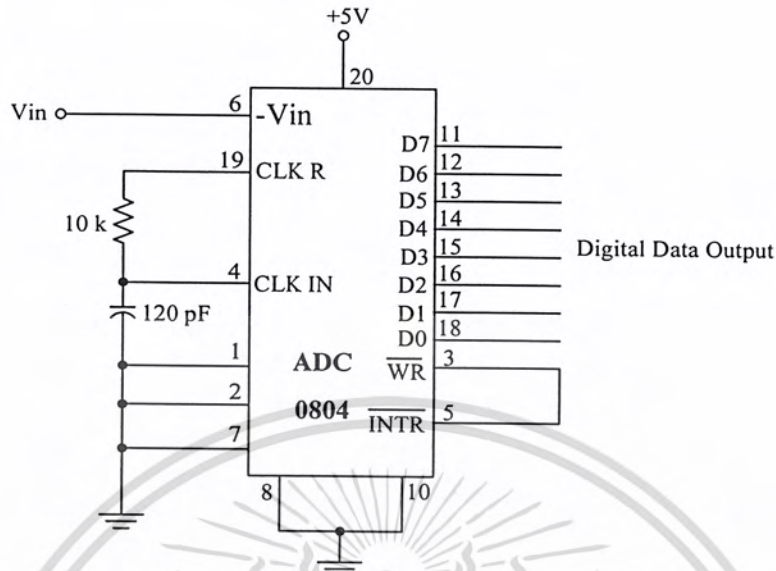 +5V
20
Vin
6
-Vin
19
CLK R
10 k
4
CLK IN
120 pF
1
2
7
ADC
0804
D7
11
D6
12
D5
13
D4
14
D3
15
D2
16
D1
17
D0
18
WR
3
INTR
5
Digital Data Output
8
10